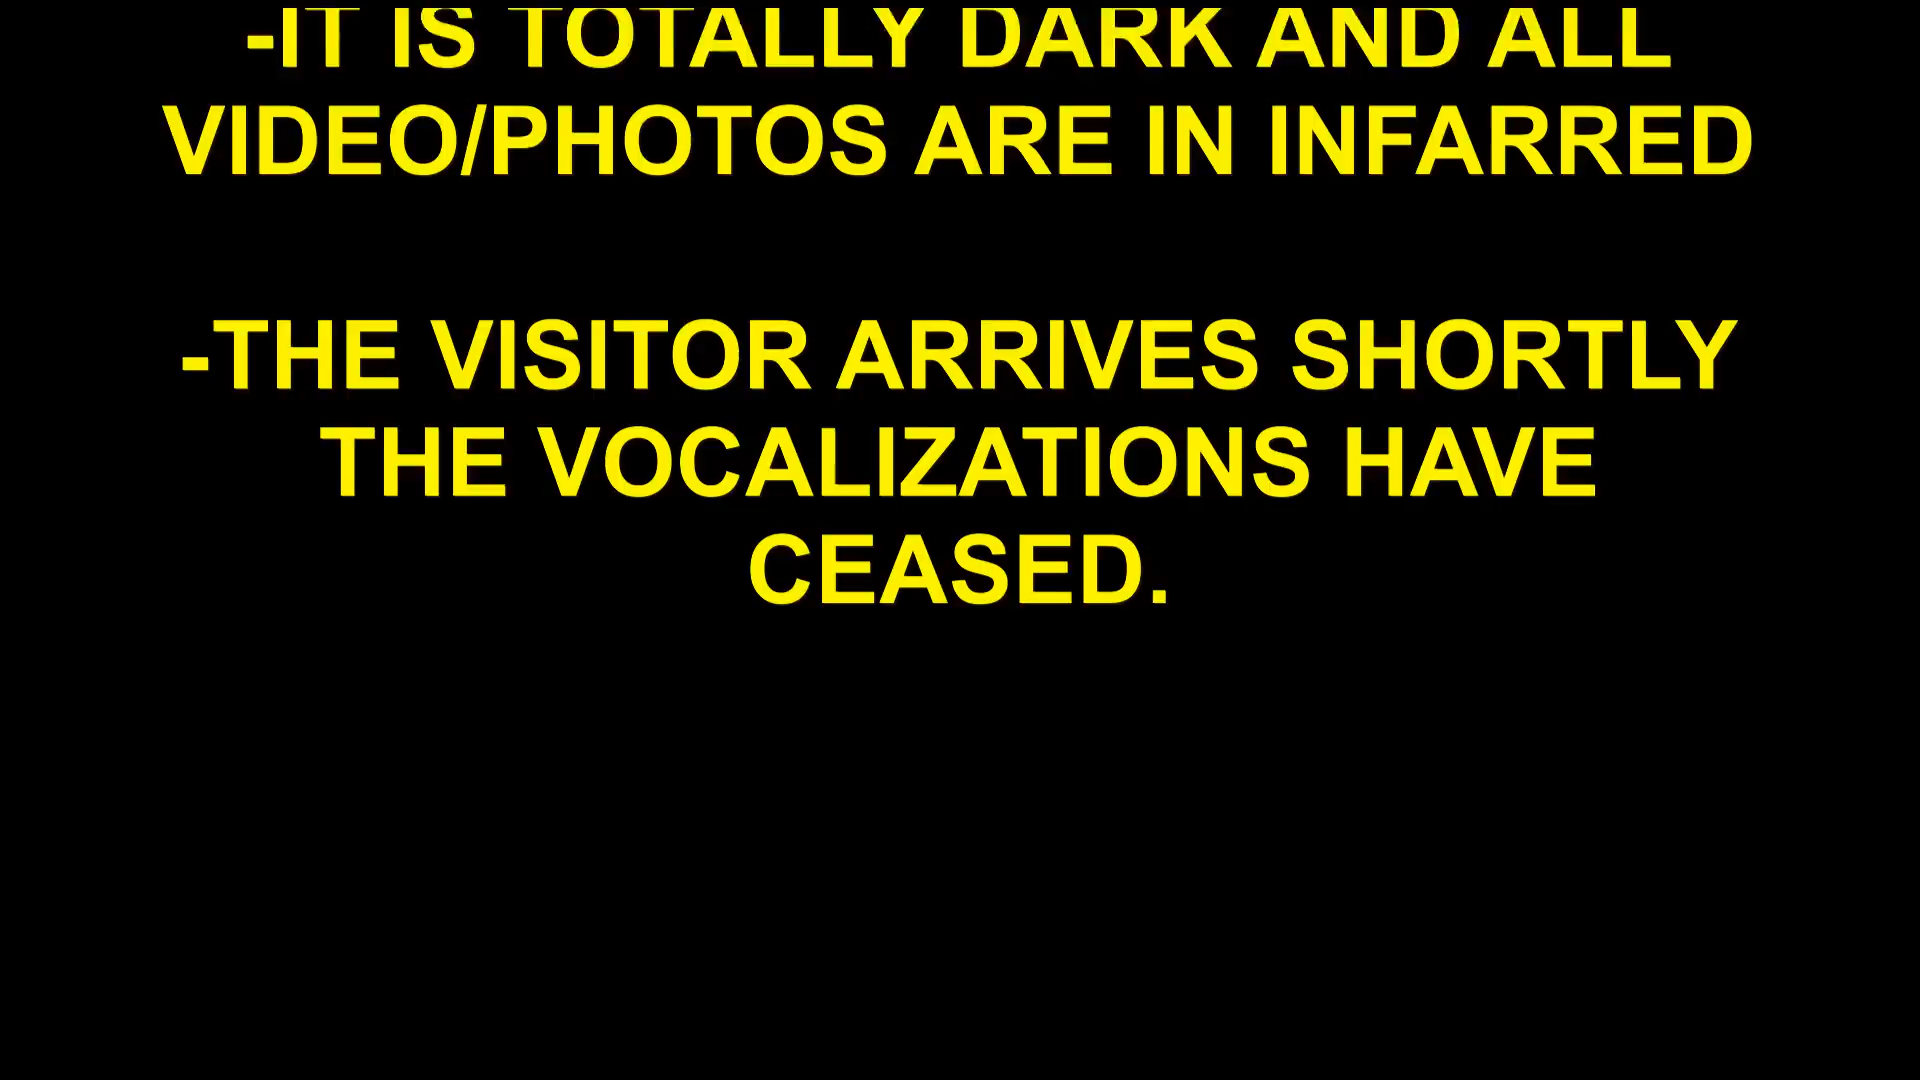 -IT IS TOTALLY DARK AND ALL
VIDEO/PHOTOS ARE IN INFARRED
-THE VISITOR ARRIVES SHORTLY
THE VOCALIZATIONS HAVE
CEASED.